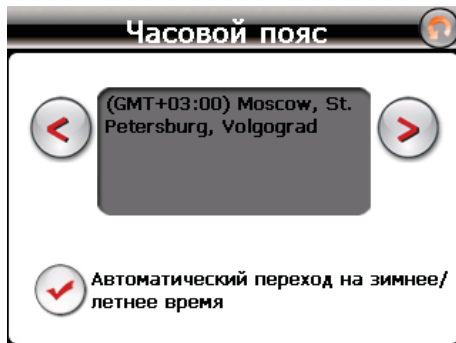 Часовой пояс
(GMT+03:00) Moscow, St.
Petersburg, Volgograd
Автоматический переход на зимнее/
летнее время